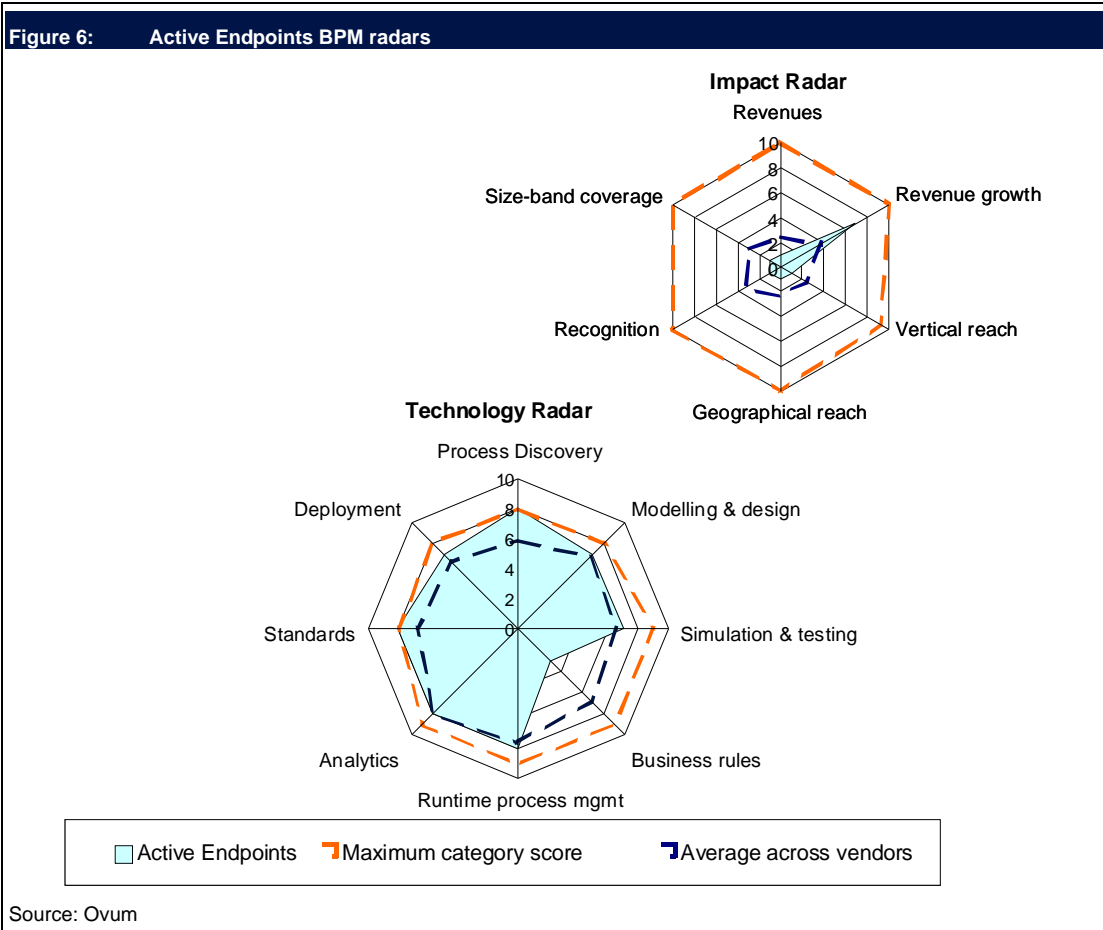 Figure 6: Active Endpoints BPM radars
Impact Radar
Revenues
10
8
6
4
2
0
Size-band coverage
Revenue growth
Recognition
Vertical reach
Geographical reach
Technology Radar
Process Discovery
10
8
6
4
2
0
Deployment
Modelling & design
Standards
Simulation & testing
Analytics
Business rules
Runtime process mgmt
Active Endpoints Maximum category score Average across vendors
Source: Ovum